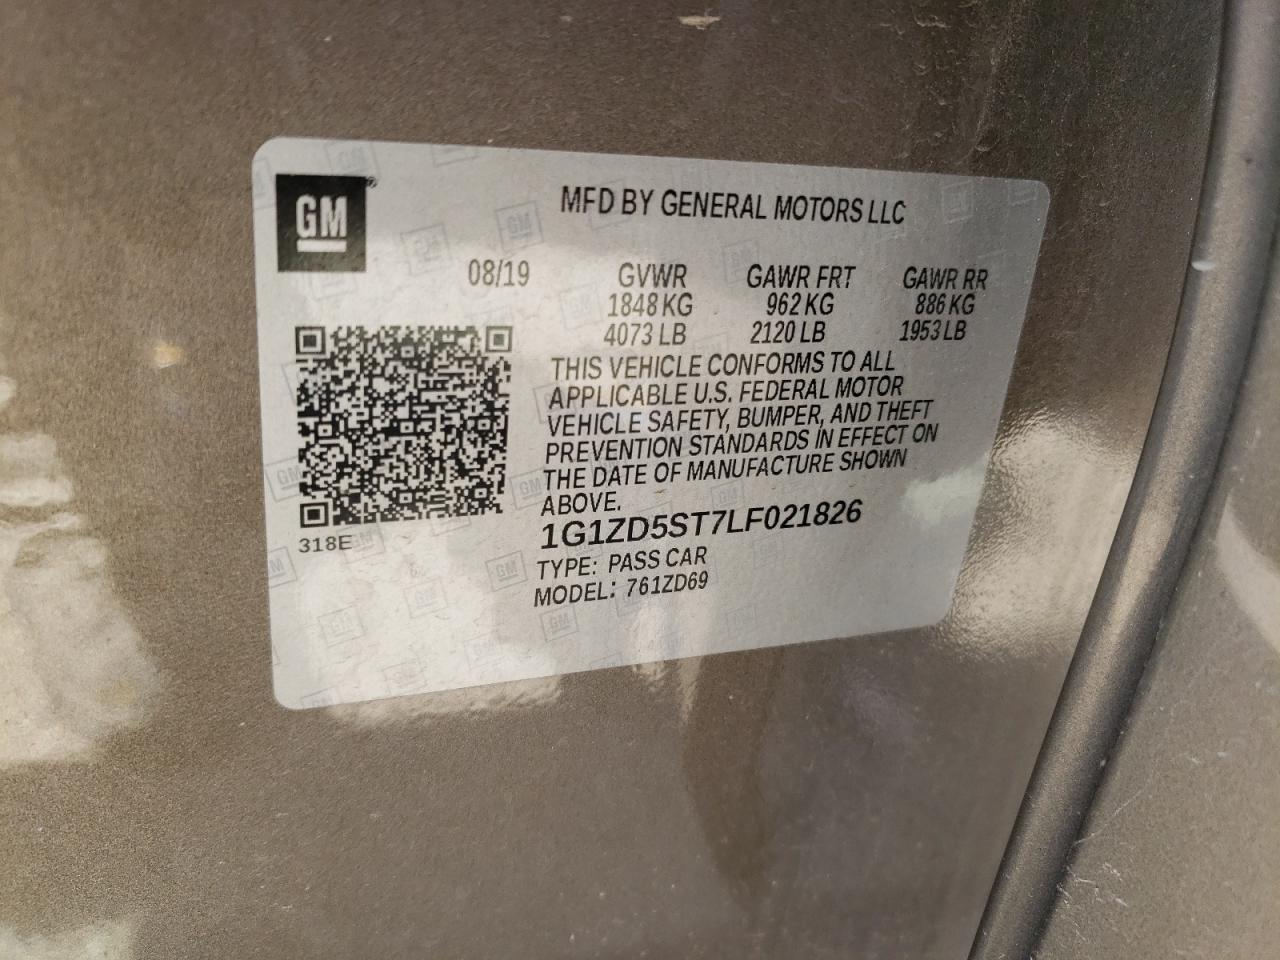 GM
MFD BY GENERAL MOTORS LLC
08/19 GVWR GAWR FRT GAWR RR
1848 KG 962 KG 886 KG
4073 LB 2120 LB 1953 LB
THIS VEHICLE CONFORMS TO ALL
APPLICABLE U.S. FEDERAL MOTOR
VEHICLE SAFETY, BUMPER, AND THEFT
PREVENTION STANDARDS IN EFFECT ON
THE DATE OF MANUFACTURE SHOWN
ABOVE.
1G1ZD5ST7LF021826
TYPE: PASS CAR
MODEL: 761ZD69
318E